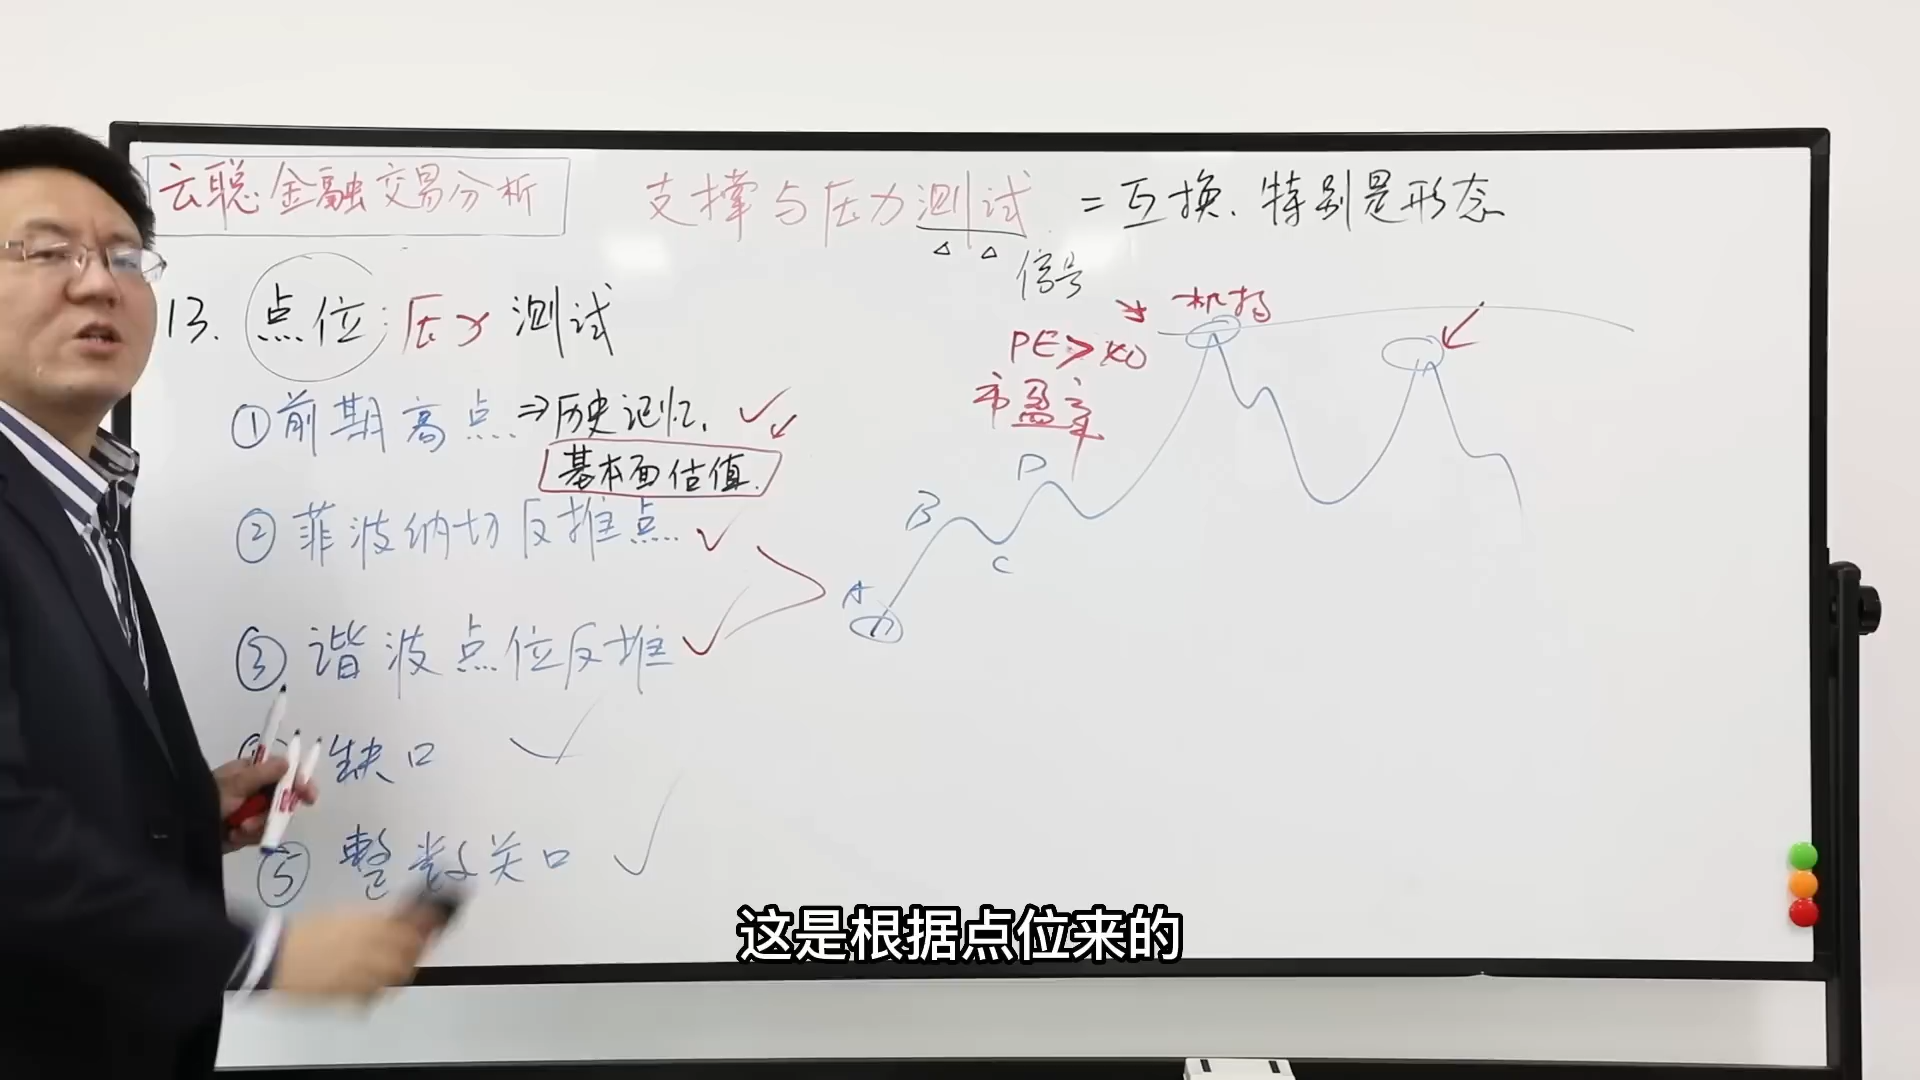 云聪金融交易分析
支撑与压力测试 = 互换、特别是形态
信号
13. 点位: 压力测试
① 前期高点 ⇒ 历史记忆.
基本面估值.
② 菲波纳切反推点
③ 谐波点位反推
缺口
⑤ 整数关口
PE>
市盈率
A
B
C
D
这是根据点位来的